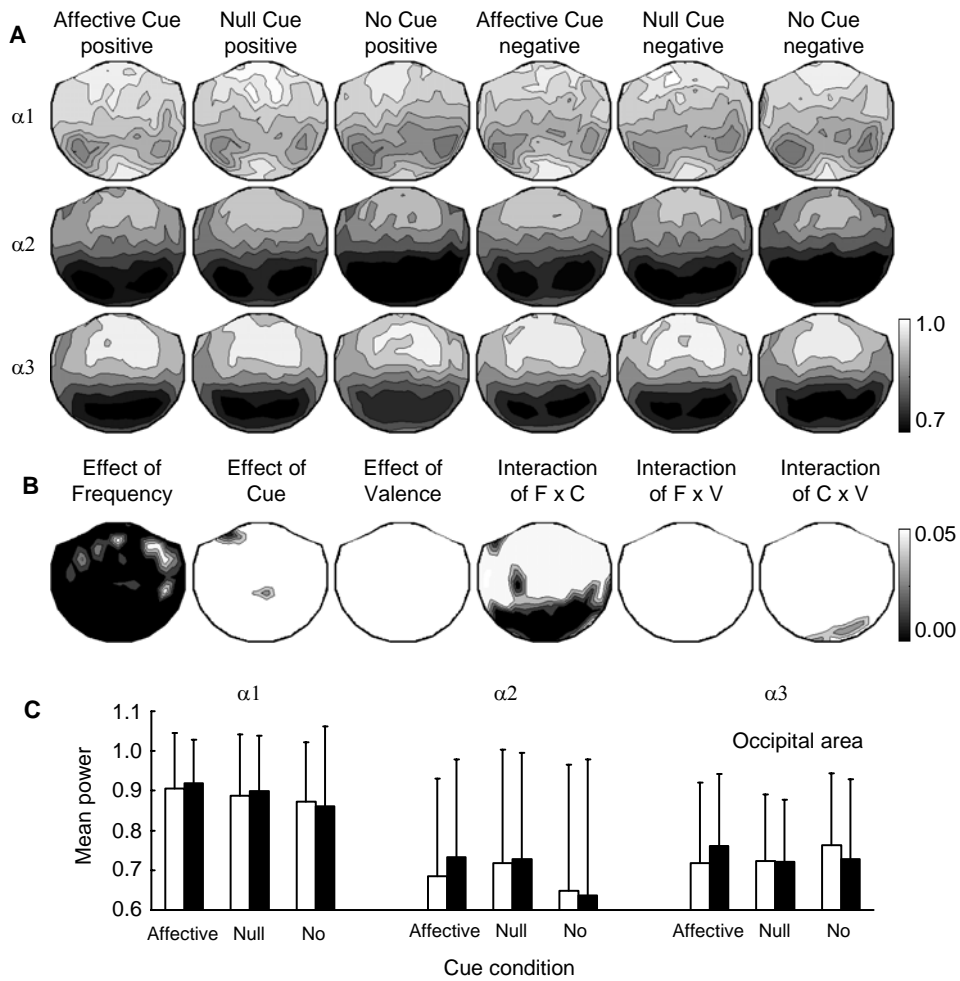 A
Affective Cue positive
Null Cue positive
No Cue positive
Affective Cue negative
Null Cue negative
No Cue negative
α1
α2
α3
1.0
0.7
B
Effect of Frequency
Effect of Cue
Effect of Valence
Interaction of F x C
Interaction of F x V
Interaction of C x V
0.05
0.00
C
α1
α2
α3
Occipital area
Mean power
1.1
1.0
0.9
0.8
0.7
0.6
Affective Null No
Affective Null No
Affective Null No
Cue condition